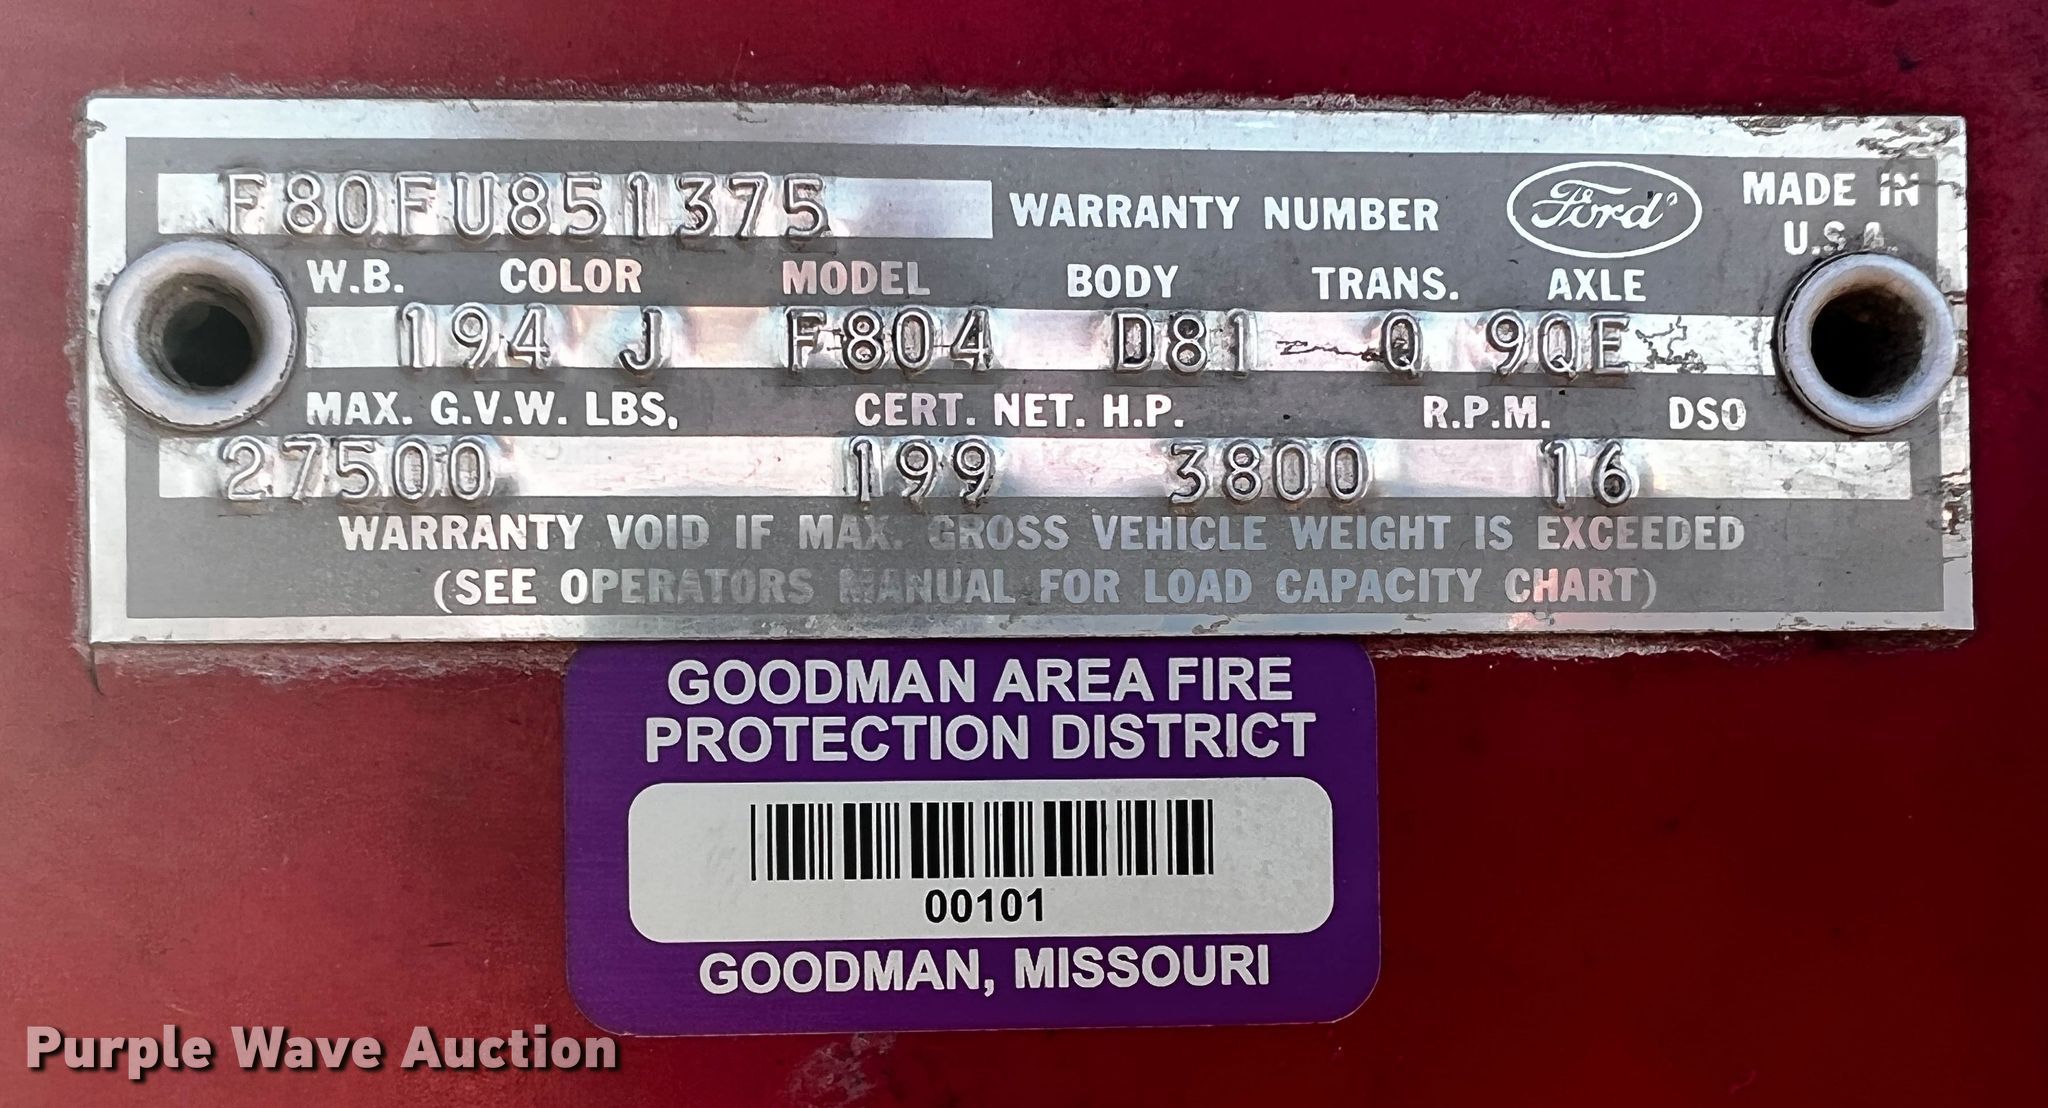 F80FU851375 WARRANTY NUMBER Ford MADE IN
U.S.A.
W.B. COLOR MODEL BODY TRANS. AXLE
194 J F804 D81 Q 9QE
MAX. G.V.W. LBS. CERT. NET. H.P. R.P.M. DSO
27500 199 3800 16
WARRANTY VOID IF MAX. GROSS VEHICLE WEIGHT IS EXCEEDED
(SEE OPERATORS MANUAL FOR LOAD CAPACITY CHART)
GOODMAN AREA FIRE
PROTECTION DISTRICT
00101
GOODMAN, MISSOURI
Purple Wave Auction